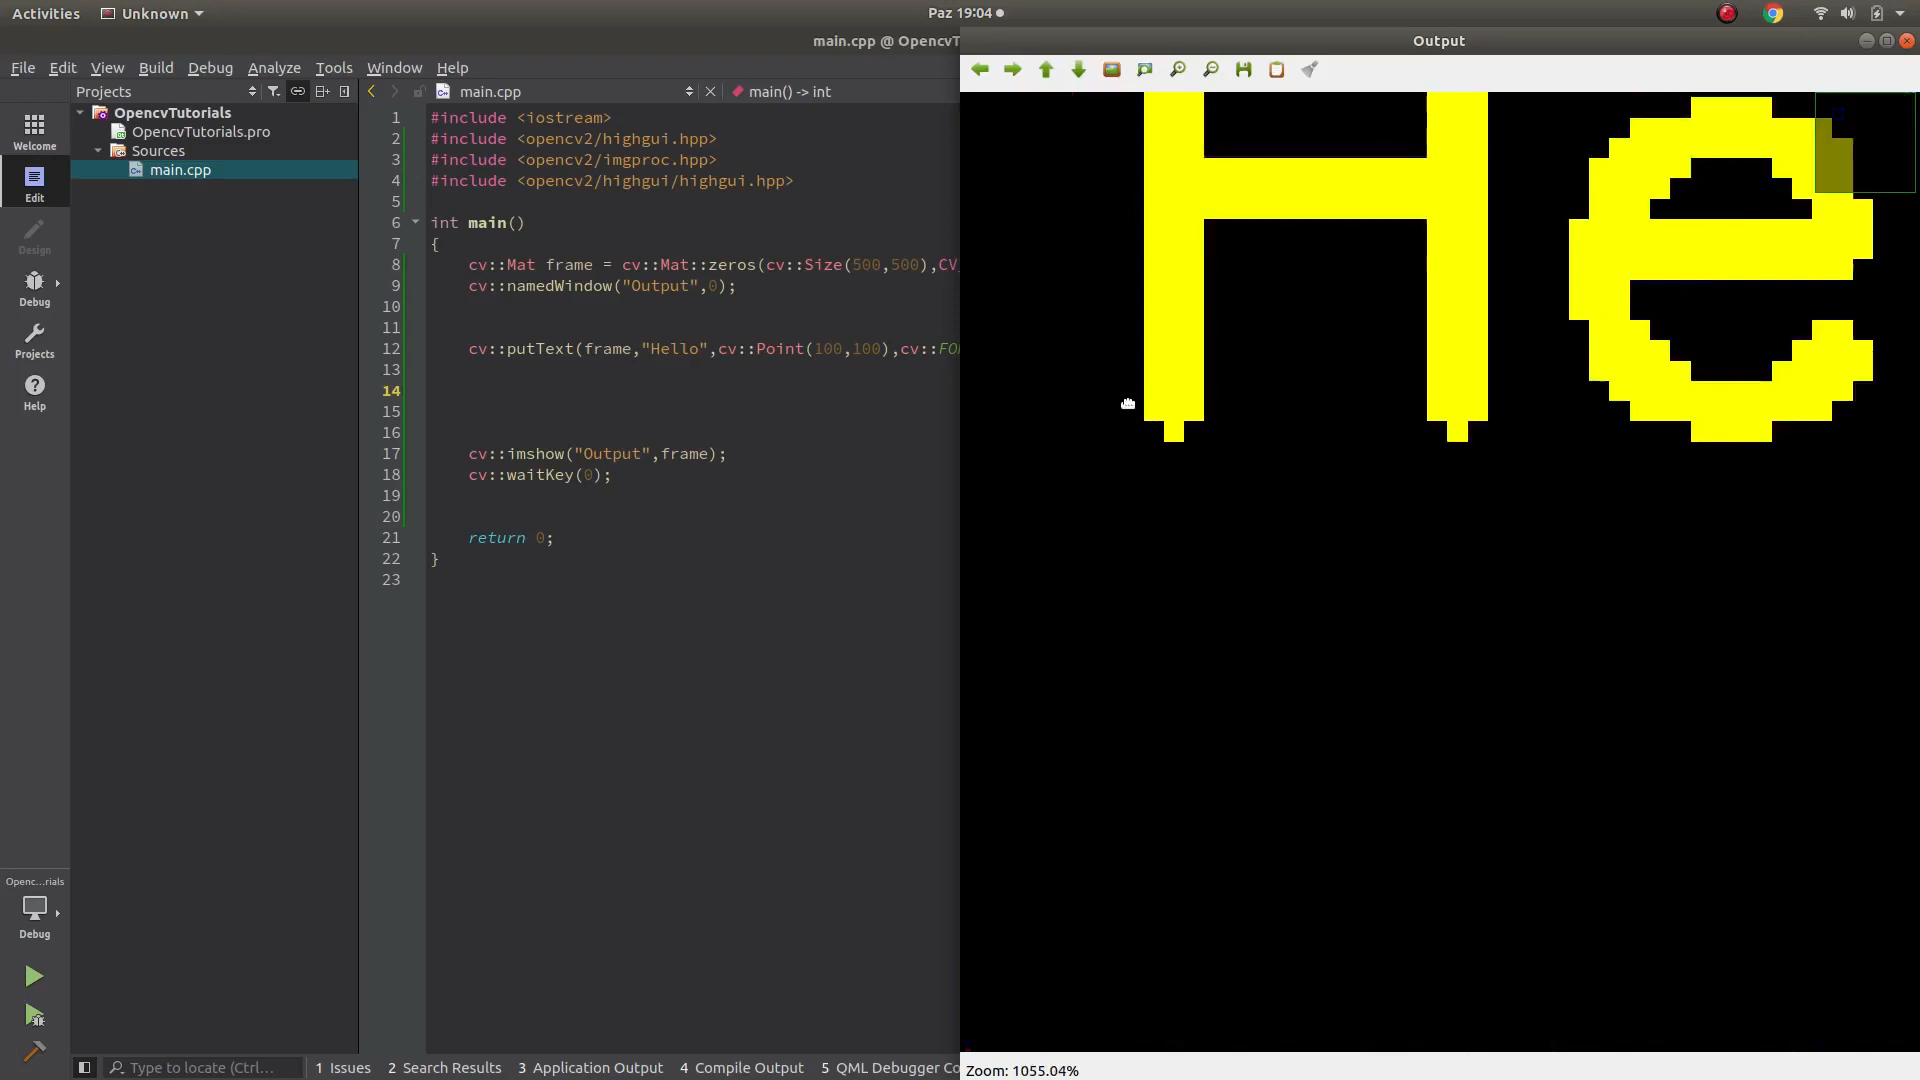 Activities Unknown Paz 19:04
main.cpp @ OpencvT
Output
File Edit View Build Debug Analyze Tools Window Help
Projects
main.cpp
main() -> int
OpencvTutorials
OpencvTutorials.pro
Sources
main.cpp
Welcome
Edit
Design
Debug
Projects
Help
1 #include <iostream>
2 #include <opencv2/highgui.hpp>
3 #include <opencv2/imgproc.hpp>
4 #include <opencv2/highgui/highgui.hpp>
5
6 int main()
7 {
8 cv::Mat frame = cv::Mat::zeros(cv::Size(500,500),CV_
9 cv::namedWindow("Output",0);
10
11
12 cv::putText(frame,"Hello",cv::Point(100,100),cv::FO
13
14
15
16
17 cv::imshow("Output",frame);
18 cv::waitKey(0);
19
20
21 return 0;
22 }
23
He
Openc...rials
Debug
Type to locate (Ctrl...
1 Issues 2 Search Results 3 Application Output 4 Compile Output 5 QML Debugger Co
Zoom: 1055.04%